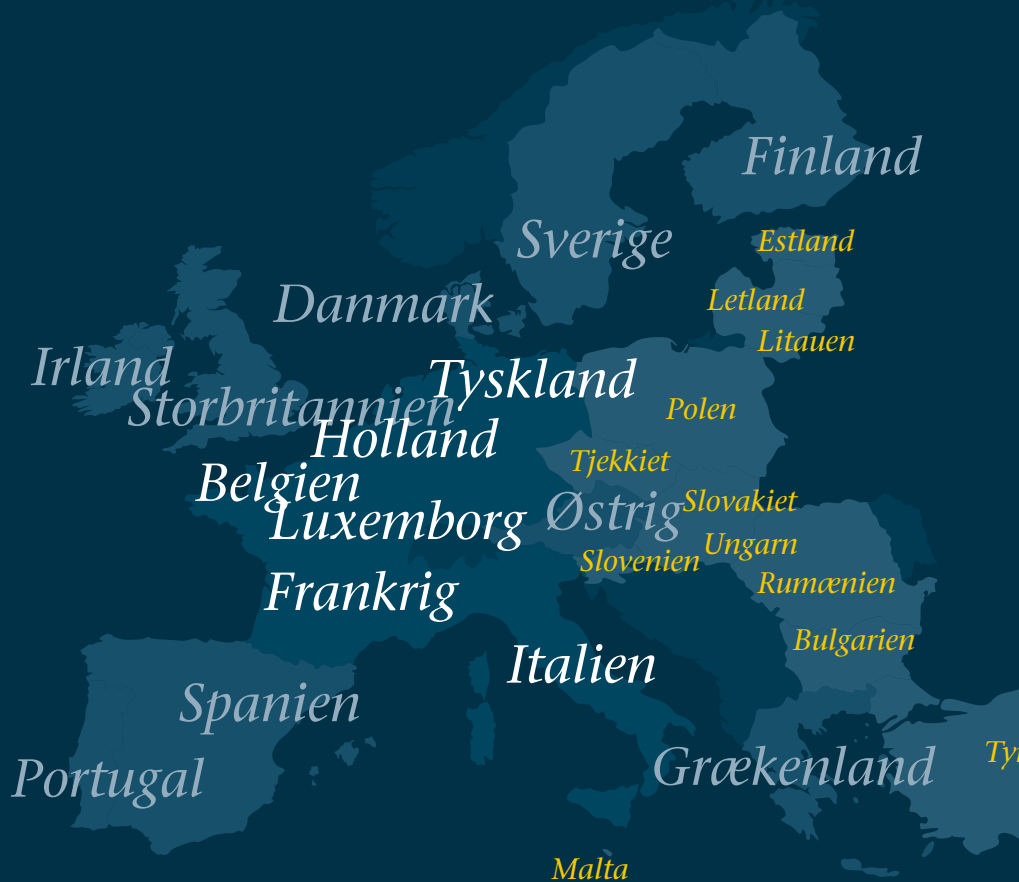 Finland
Sverige
Estland
Danmark
Letland
Litauen
Irland
Tyskland
Storbritannien
Polen
Holland
Tjekkiet
Belgien
Slovakiet
Østrig
Luxemborg
Ungarn
Slovenien
Rumænien
Frankrig
Bulgarien
Italien
Spanien
Grækenland
Portugal
Malta